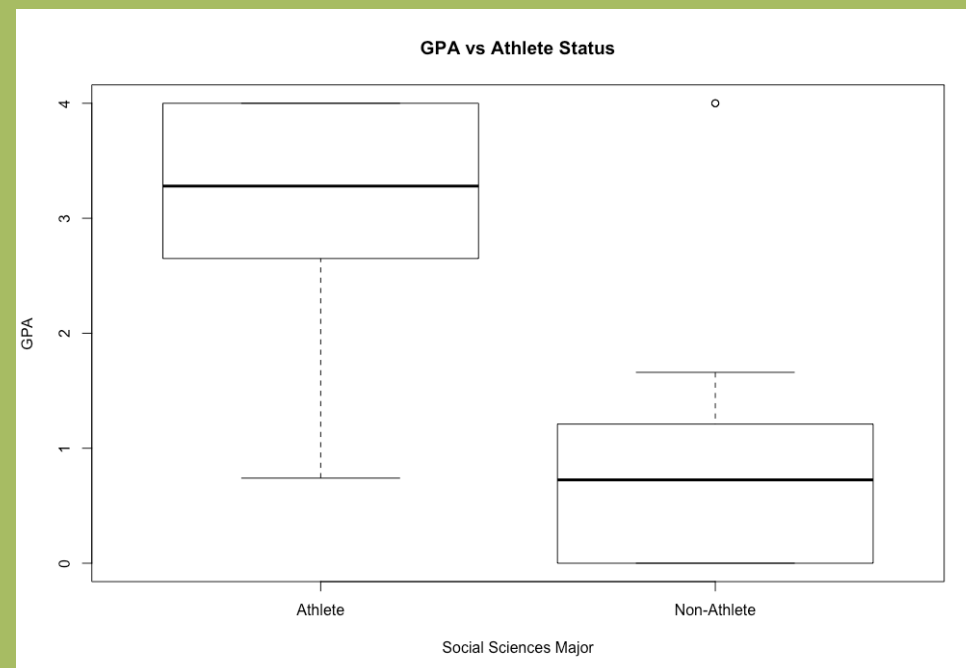 GPA vs Athlete Status
GPA
4
3
2
1
0
Athlete Non-Athlete
Social Sciences Major